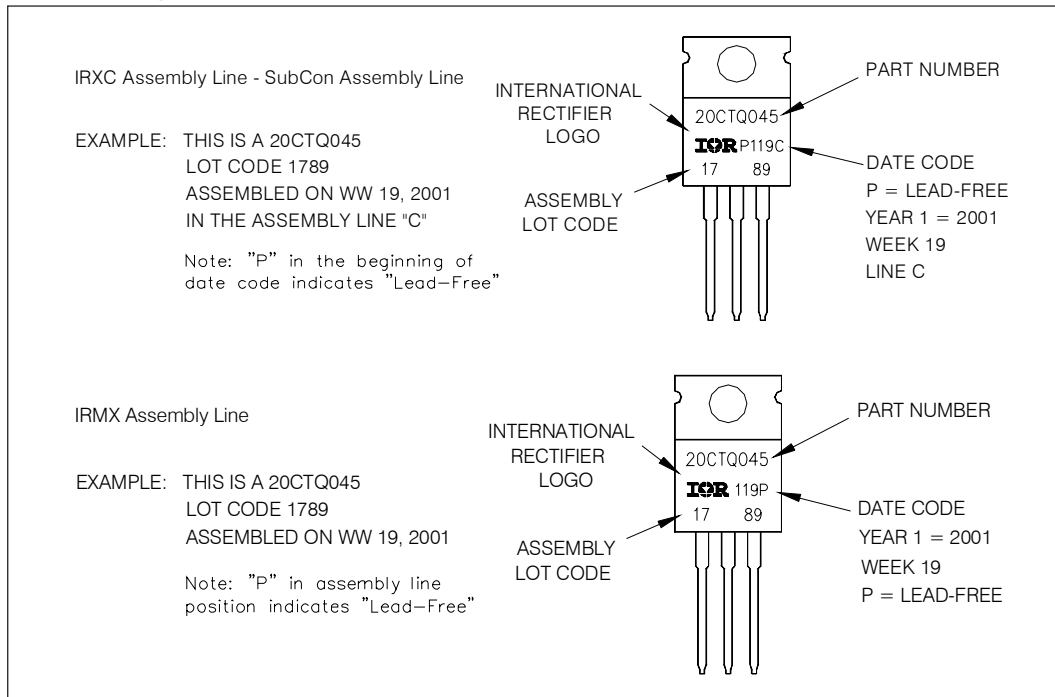 IRXC Assembly Line - SubCon Assembly Line
EXAMPLE: THIS IS A 20CTQ045
LOT CODE 1789
ASSEMBLED ON WW 19, 2001
IN THE ASSEMBLY LINE "C"
Note: "P" in the beginning of
date code indicates "Lead-Free"
INTERNATIONAL
RECTIFIER
LOGO
ASSEMBLY
LOT CODE
20CTQ045
IOR P119C
17 89
PART NUMBER
DATE CODE
P = LEAD-FREE
YEAR 1 = 2001
WEEK 19
LINE C
IRMX Assembly Line
EXAMPLE: THIS IS A 20CTQ045
LOT CODE 1789
ASSEMBLED ON WW 19, 2001
Note: "P" in assembly line
position indicates "Lead-Free"
INTERNATIONAL
RECTIFIER
LOGO
ASSEMBLY
LOT CODE
20CTQ045
IOR 119P
17 89
PART NUMBER
DATE CODE
YEAR 1 = 2001
WEEK 19
P = LEAD-FREE